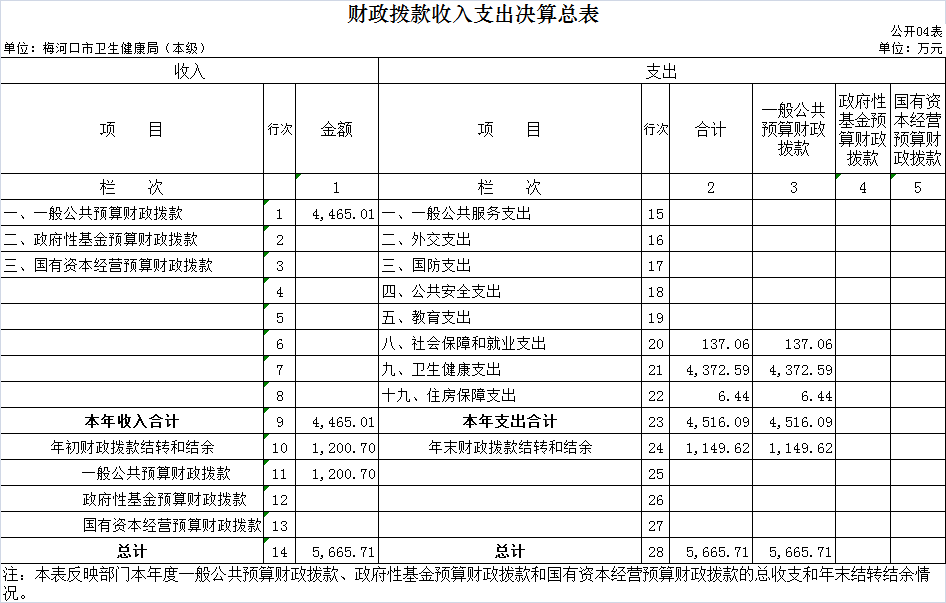 财政拨款收入支出决算总表
公开04表
单位：梅河口市卫生健康局（本级） 单位：万元
收入 支出
项 目 行次 金额 项 目 行次 合计 一般公共预算财政拨款 政府性基金预算财政拨款 国有资本经营预算财政拨款
栏 次 1 栏 次 2 3 4 5
一、一般公共预算财政拨款 1 4,465.01 一、一般公共服务支出 15
二、政府性基金预算财政拨款 2 二、外交支出 16
三、国有资本经营预算财政拨款 3 三、国防支出 17
4 四、公共安全支出 18
5 五、教育支出 19
6 八、社会保障和就业支出 20 137.06 137.06
7 九、卫生健康支出 21 4,372.59 4,372.59
8 十九、住房保障支出 22 6.44 6.44
本年收入合计 9 4,465.01 本年支出合计 23 4,516.09 4,516.09
年初财政拨款结转和结余 10 1,200.70 年末财政拨款结转和结余 24 1,149.62 1,149.62
一般公共预算财政拨款 11 1,200.70 25
政府性基金预算财政拨款 12 26
国有资本经营预算财政拨款 13 27
总计 14 5,665.71 总计 28 5,665.71 5,665.71
注：本表反映部门本年度一般公共预算财政拨款、政府性基金预算财政拨款和国有资本经营预算财政拨款的总收支和年末结转结余情
况。